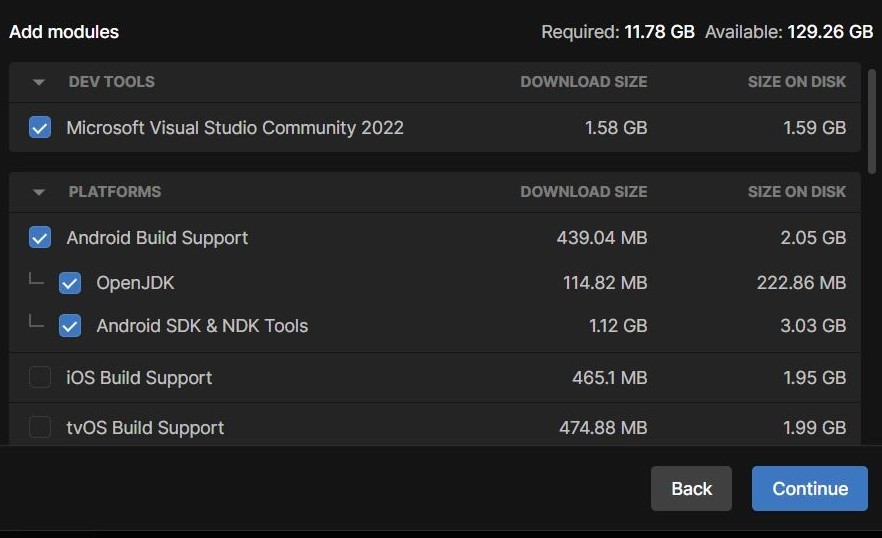 Add modules Required: 11.78 GB Available: 129.26 GB
DEV TOOLS DOWNLOAD SIZE SIZE ON DISK
Microsoft Visual Studio Community 2022 1.58 GB 1.59 GB
PLATFORMS DOWNLOAD SIZE SIZE ON DISK
Android Build Support 439.04 MB 2.05 GB
OpenJDK 114.82 MB 222.86 MB
Android SDK & NDK Tools 1.12 GB 3.03 GB
iOS Build Support 465.1 MB 1.95 GB
tvOS Build Support 474.88 MB 1.99 GB
Back Continue